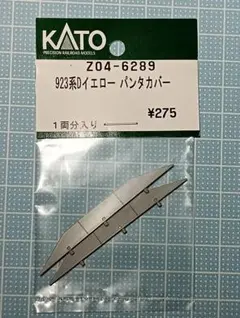 KATO
PRECISION RAILROAD MODELS
Z04-6289
923系Dイエロー パンタカバー
¥275
1両分入り